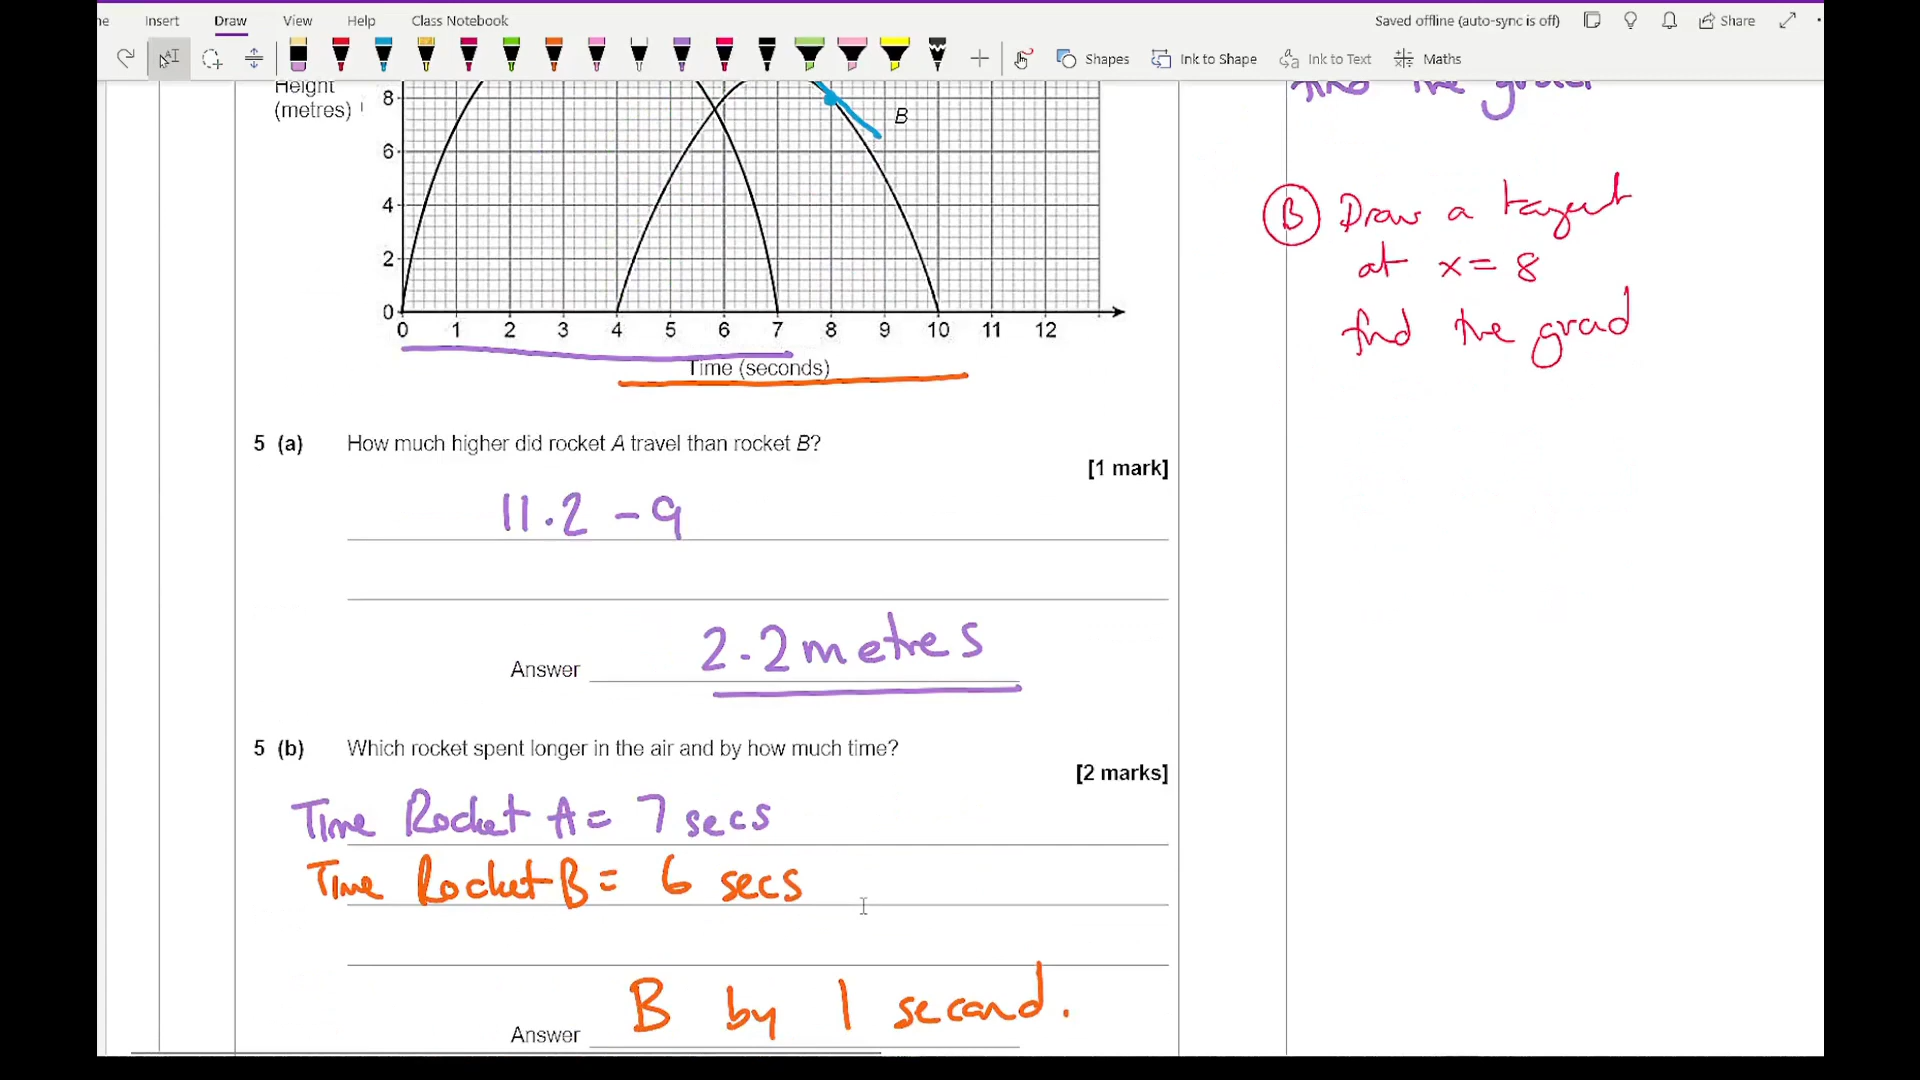 Insert Draw View Help Class Notebook Saved offline (auto-sync is off) Share
Shapes Ink to Shape Ink to Text Maths
Height
(metres)
8
6
4
2
0
0 1 2 3 4 5 6 7 8 9 10 11 12
Time (seconds)
B
find the grad
B Draw a tangent
at x = 8
find the grad
5 (a) How much higher did rocket A travel than rocket B?
[1 mark]
11.2 - 9
Answer 2.2 metres
5 (b) Which rocket spent longer in the air and by how much time?
[2 marks]
Time Rocket A = 7 secs
Time Rocket B = 6 secs
Answer B by 1 second.